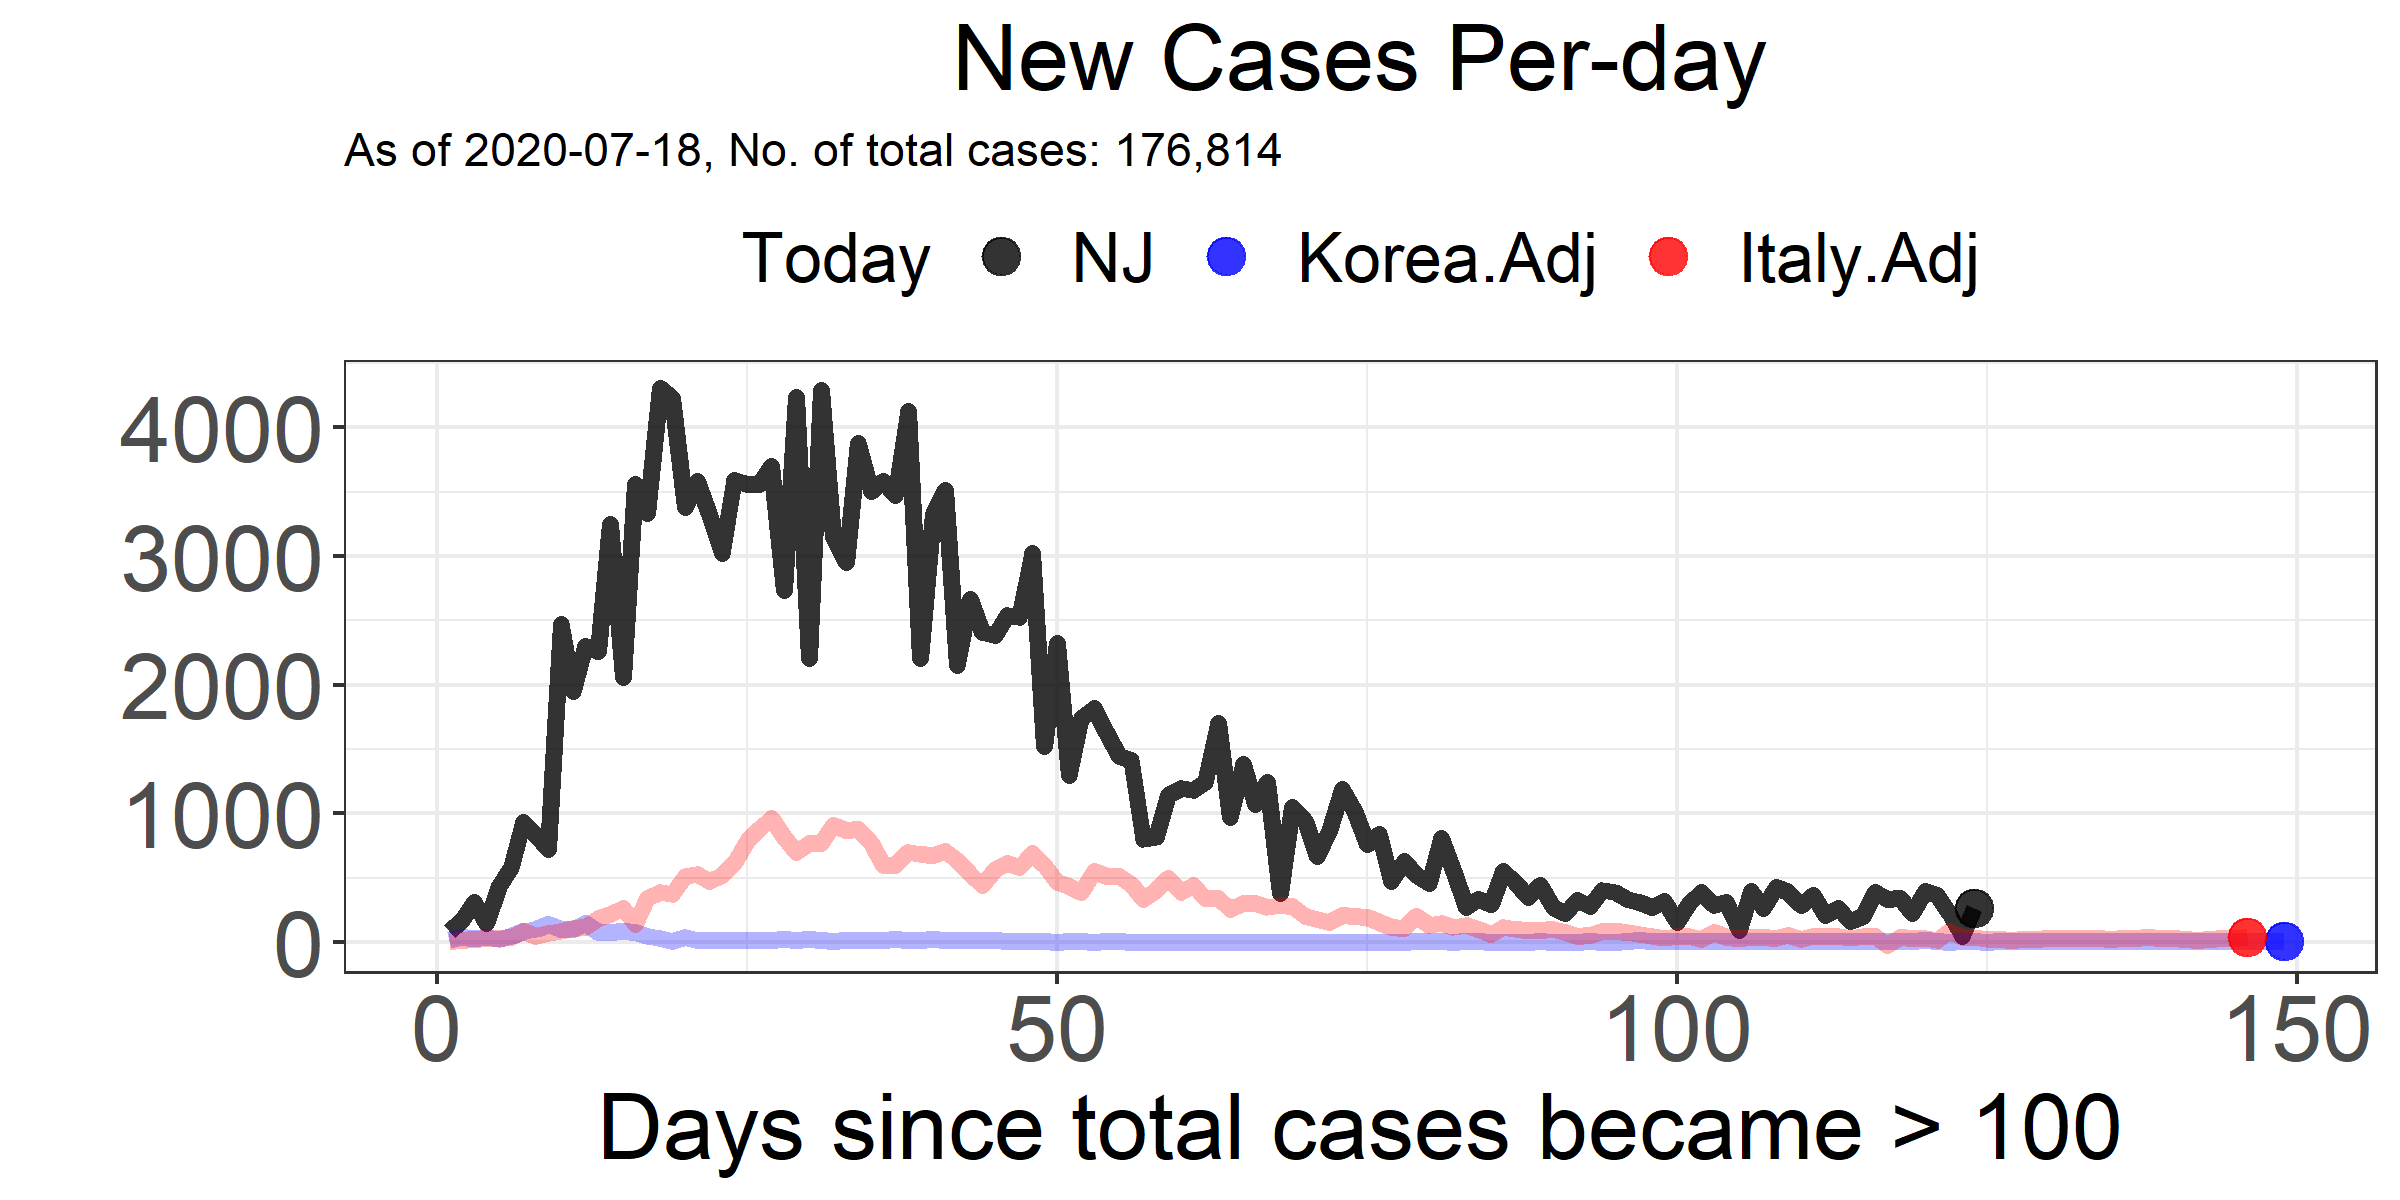 New Cases Per-day
As of 2020-07-18, No. of total cases: 176,814
Today NJ Korea.Adj Italy.Adj
4000
3000
2000
1000
0
0 50 100 150
Days since total cases became > 100